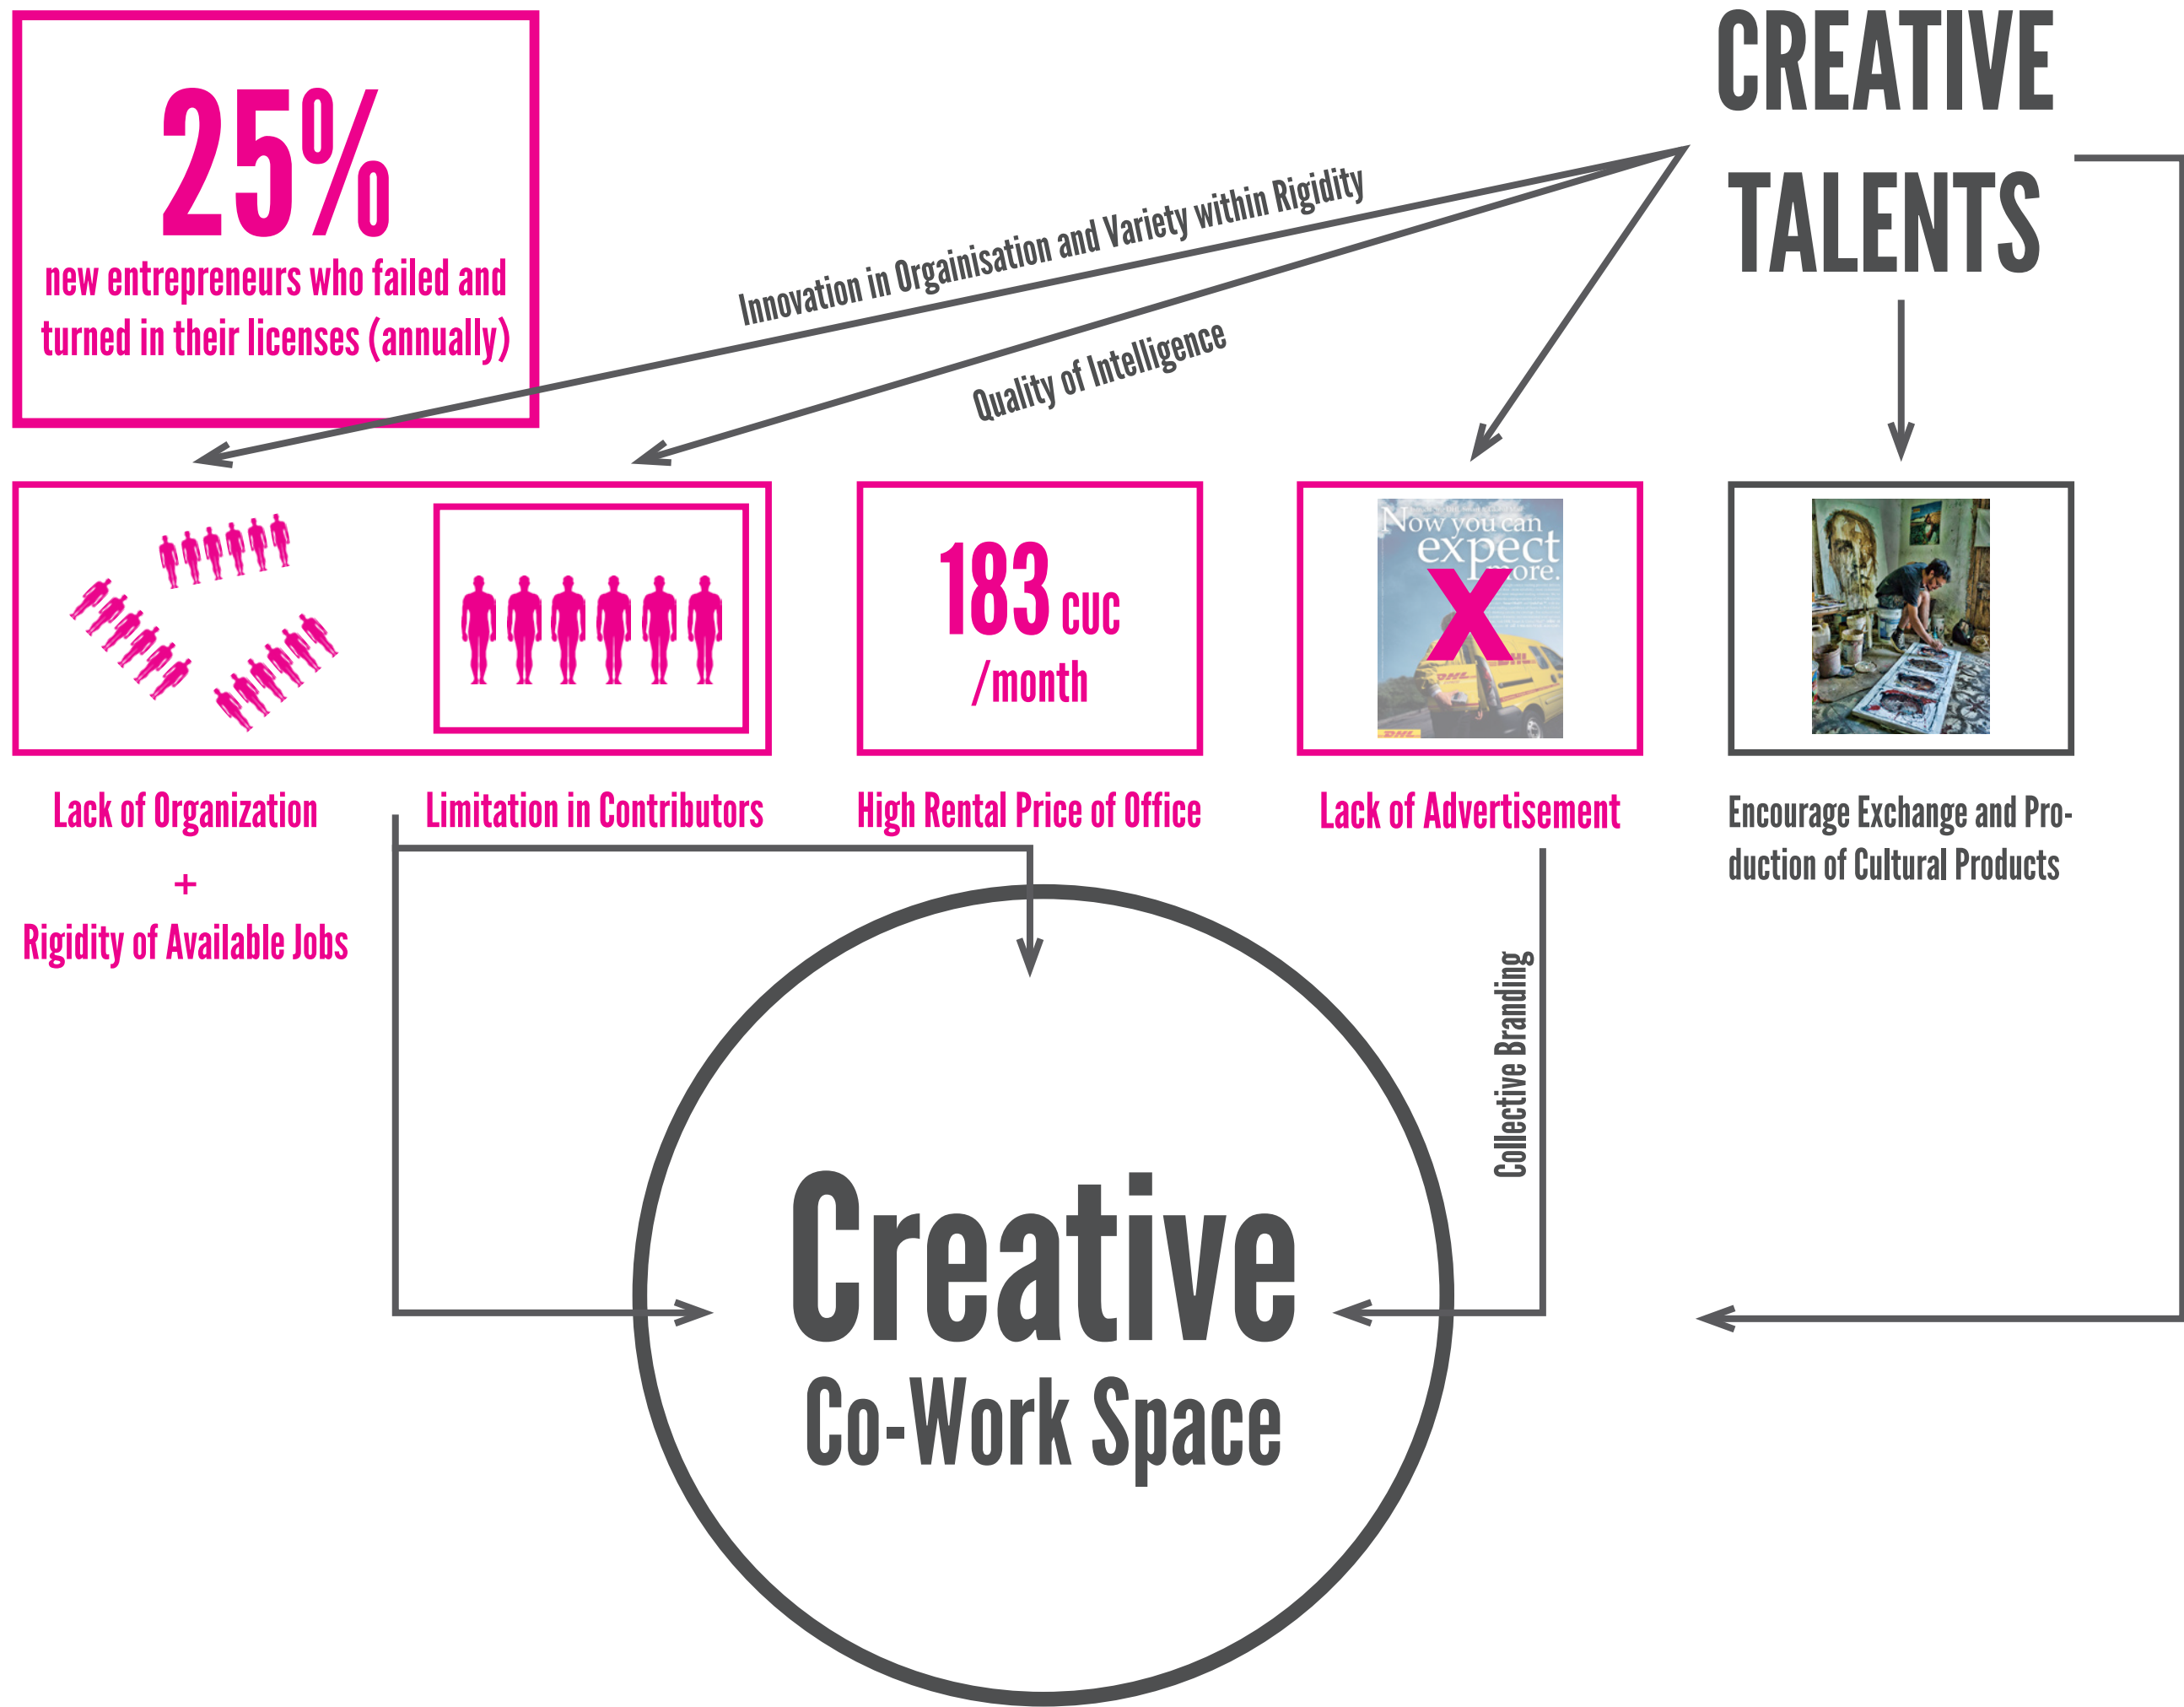 25%
new entrepreneurs who failed and
turned in their licenses (annually)
CREATIVE
TALENTS
Innovation in Orgainisation and Variety within Rigidity
Quality of Intelligence
183 CUC
/month
Now you can
expect
more.
DHL
DHL
DHL
Lack of Organization
+
Rigidity of Available Jobs
Limitation in Contributors
High Rental Price of Office
Lack of Advertisement
Encourage Exchange and Pro-
duction of Cultural Products
Collective Branding
Creative
Co-Work Space